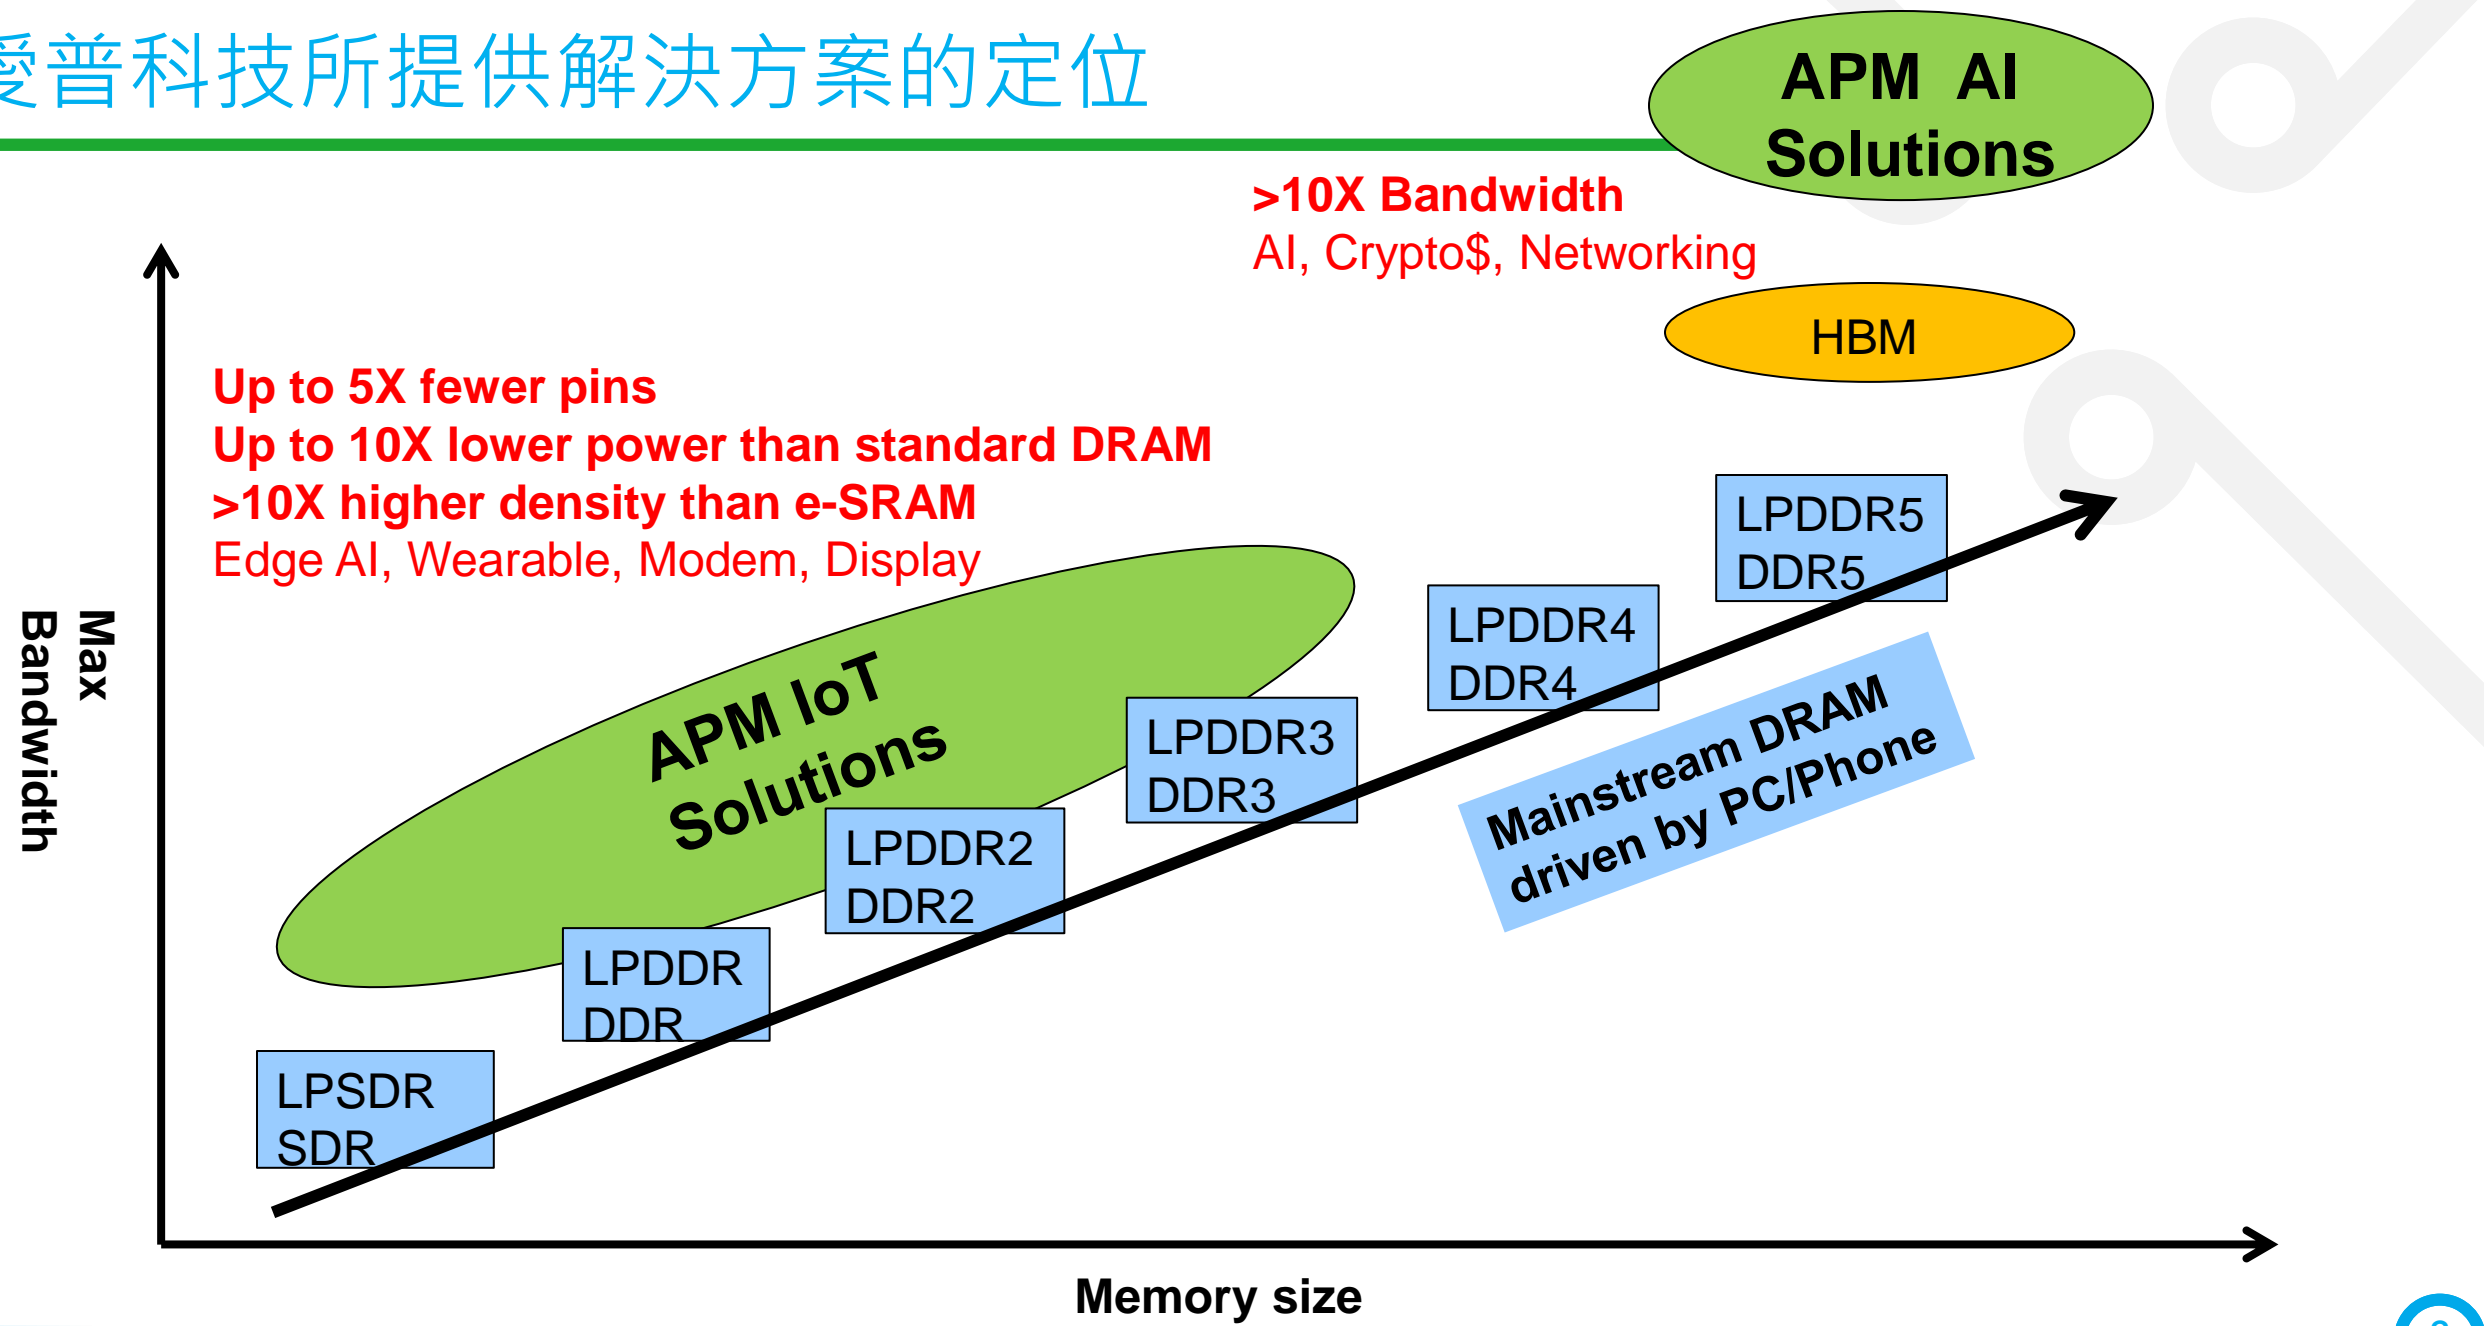 愛普科技所提供解決方案的定位
APM AI
Solutions
>10X Bandwidth
AI, Crypto$, Networking
HBM
Up to 5X fewer pins
Up to 10X lower power than standard DRAM
>10X higher density than e-SRAM
Edge AI, Wearable, Modem, Display
LPDDR5
DDR5
LPDDR4
DDR4
Max
Bandwidth
APM IoT
Solutions
LPDDR3
DDR3
Mainstream DRAM
driven by PC/Phone
LPDDR2
DDR2
LPDDR
DDR
LPSDR
SDR
Memory size